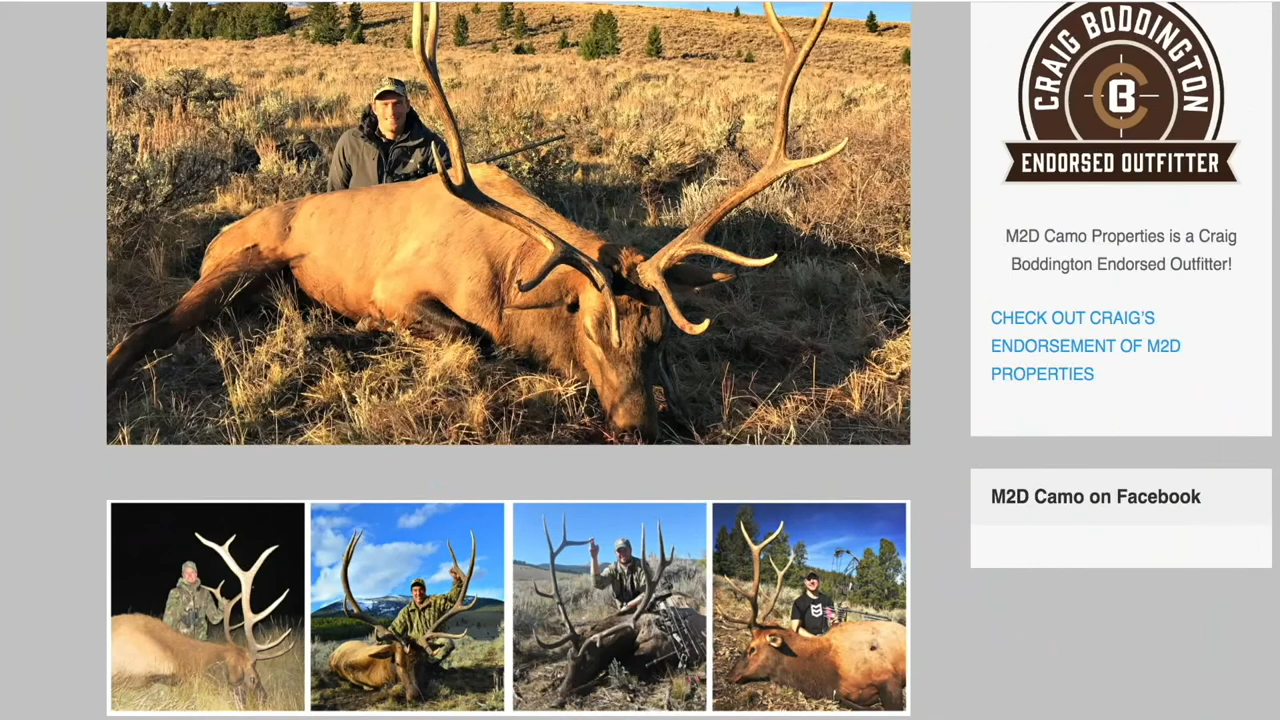 CRAIG BODDINGTON
B
ENDORSED OUTFITTER
M2D Camo Properties is a Craig
Boddington Endorsed Outfitter!
CHECK OUT CRAIG’S
ENDORSEMENT OF M2D
PROPERTIES
M2D Camo on Facebook